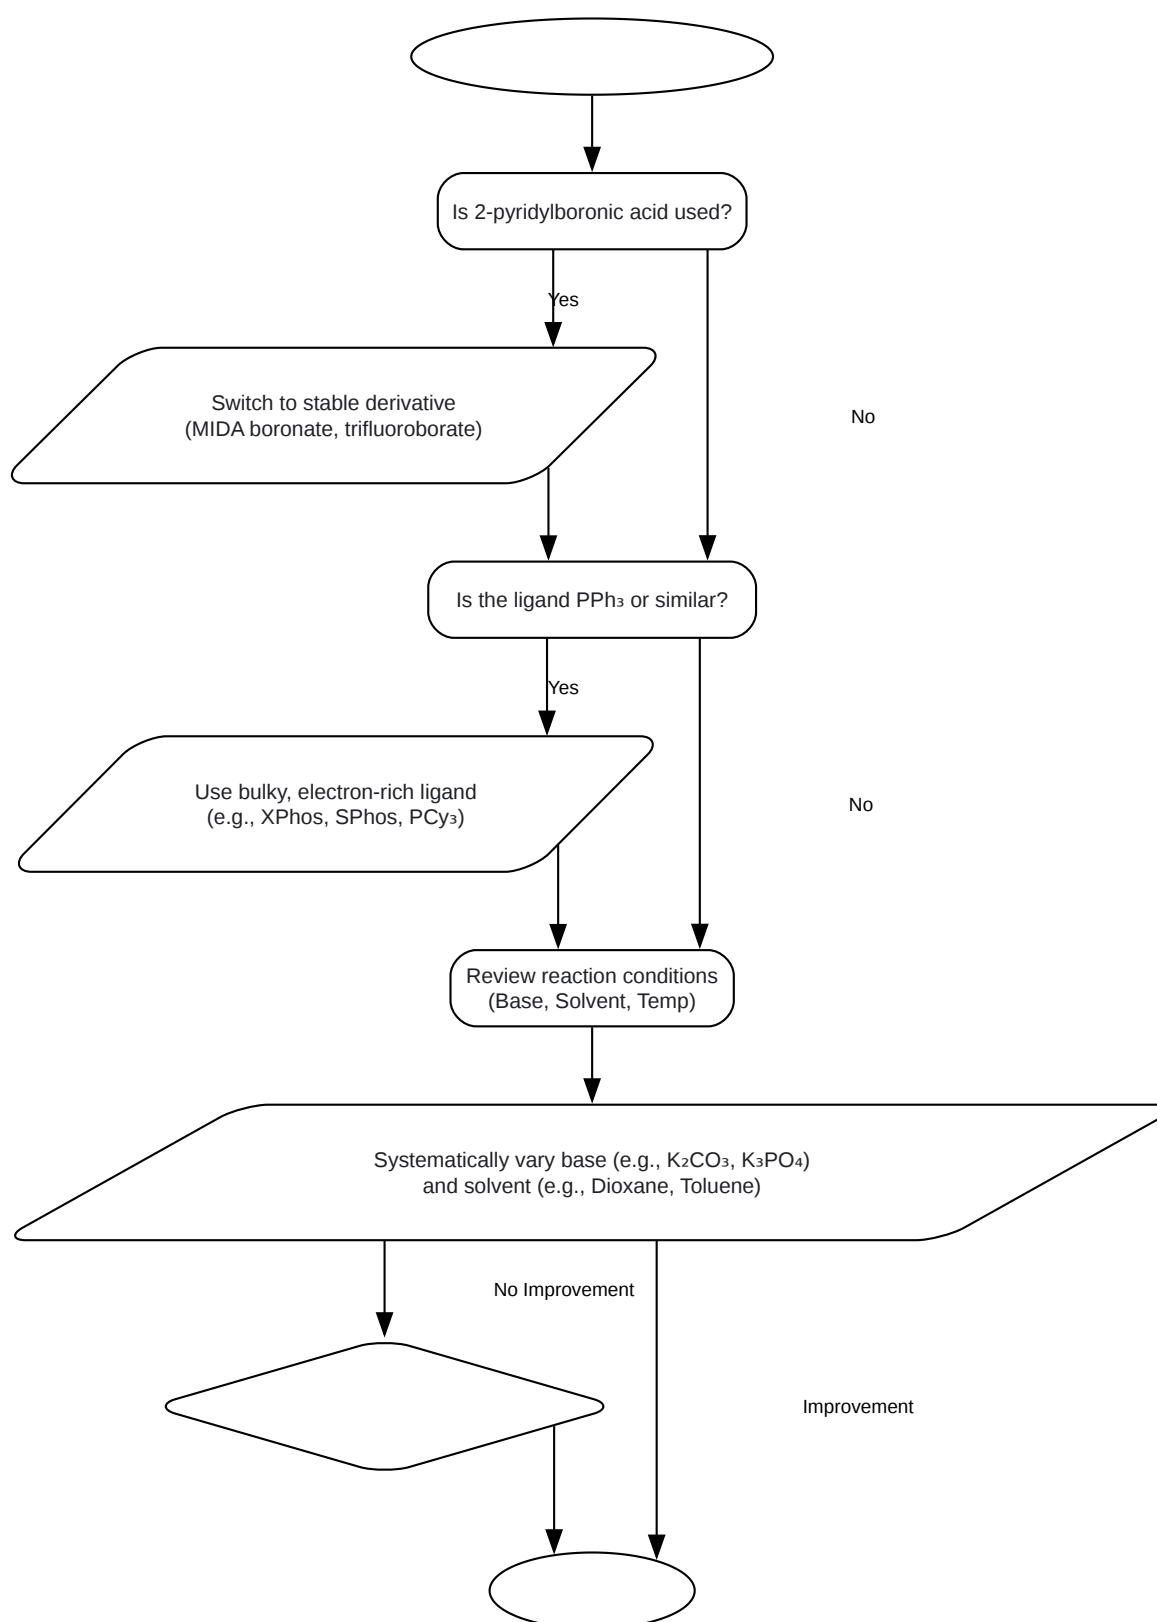 Is 2-pyridylboronic acid used?
Yes
Switch to stable derivative
(MIDA boronate, trifluoroborate)
No
Is the ligand PPh₃ or similar?
Yes
Use bulky, electron-rich ligand
(e.g., XPhos, SPhos, PCy₃)
No
Review reaction conditions
(Base, Solvent, Temp)
Systematically vary base (e.g., K₂CO₃, K₃PO₄)
and solvent (e.g., Dioxane, Toluene)
No Improvement
Improvement